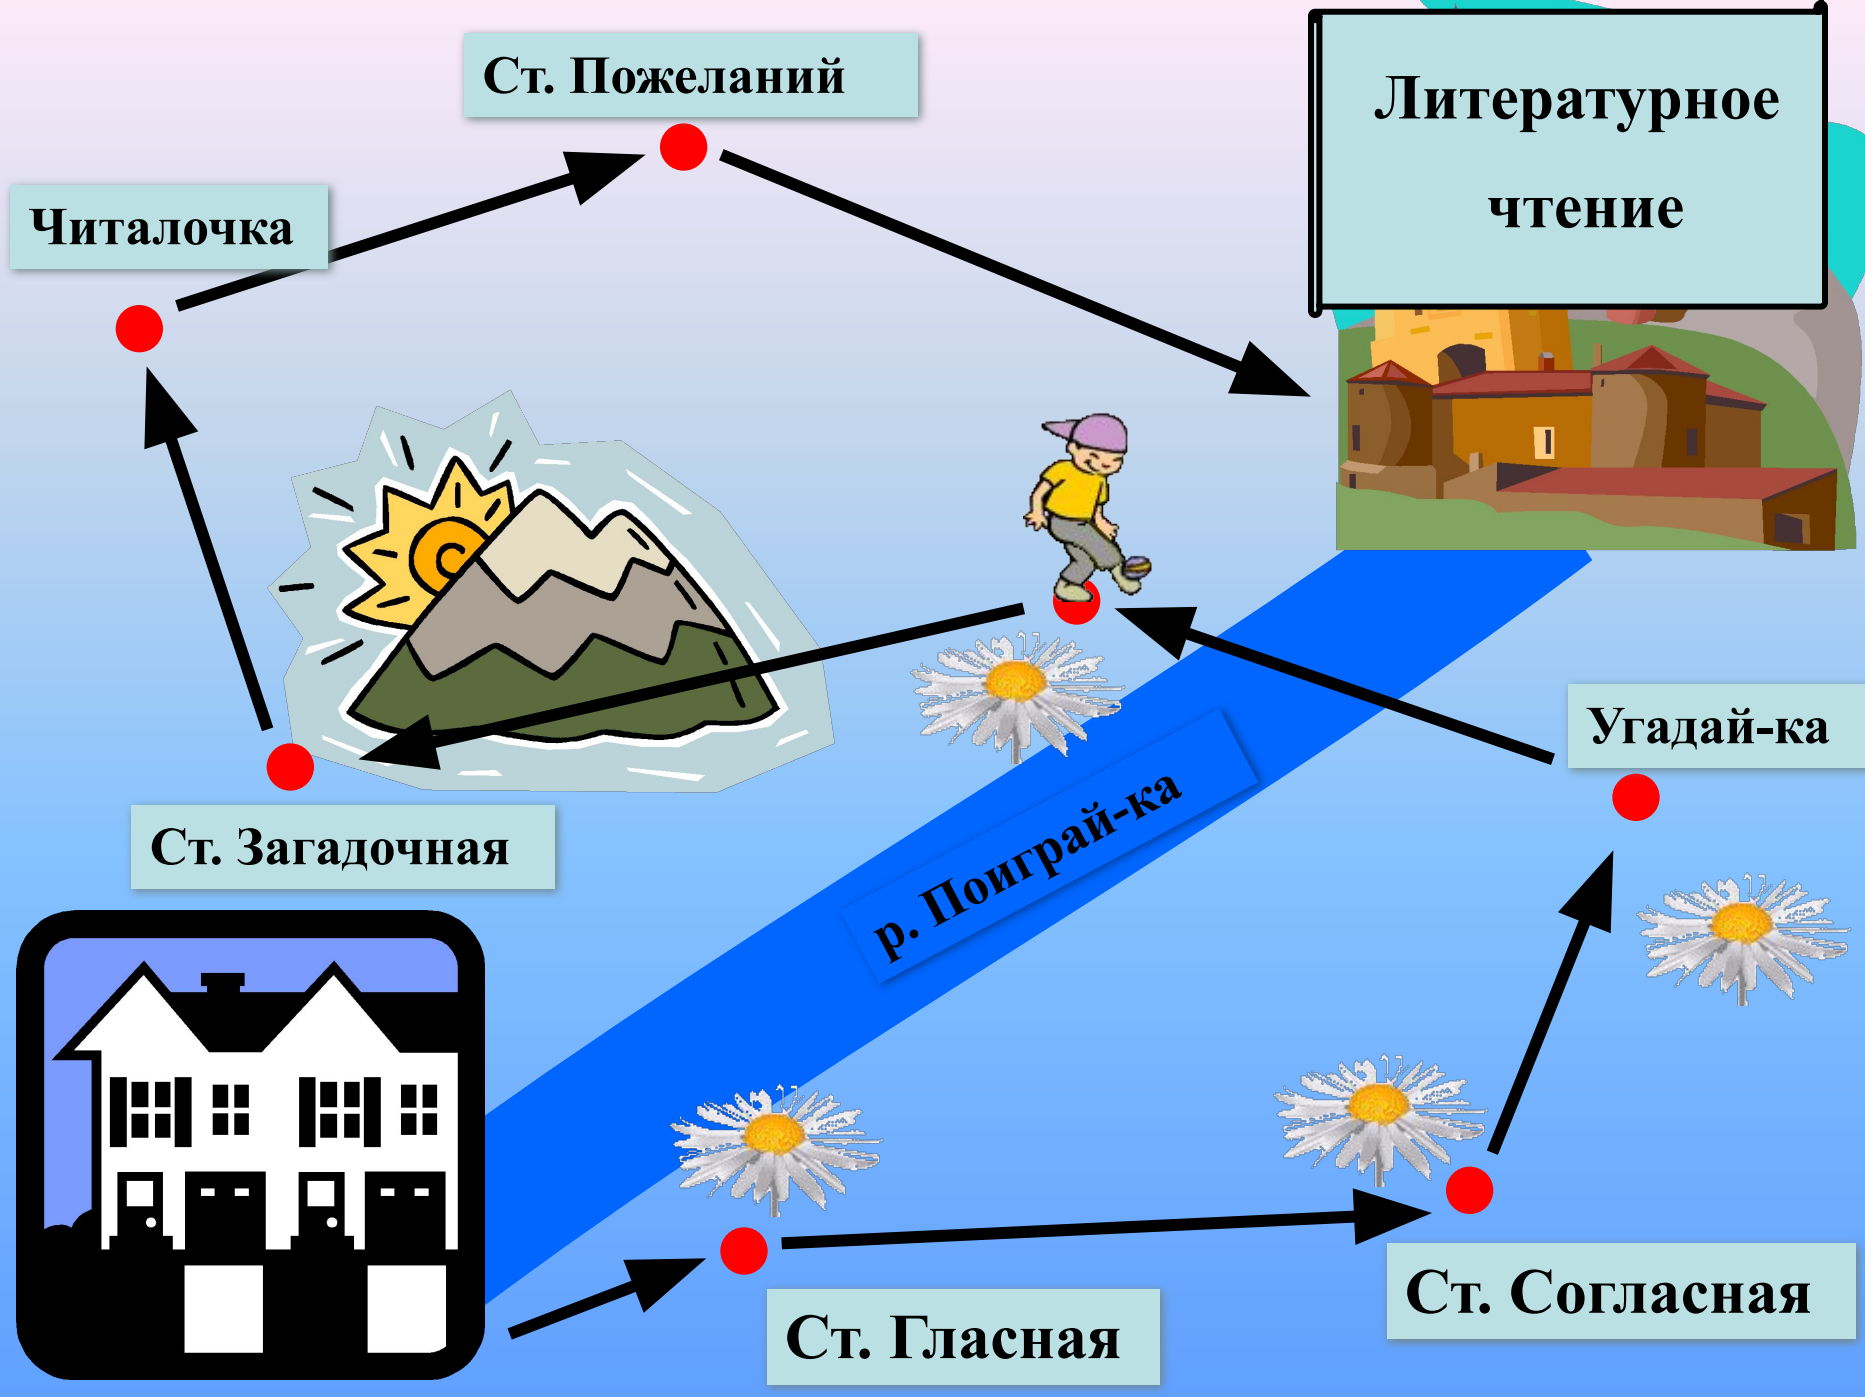 Ст. Пожеланий
Литературное
чтение
Читалочка
Угадай-ка
р. Поиграй-ка
Ст. Загадочная
Ст. Согласная
Ст. Гласная